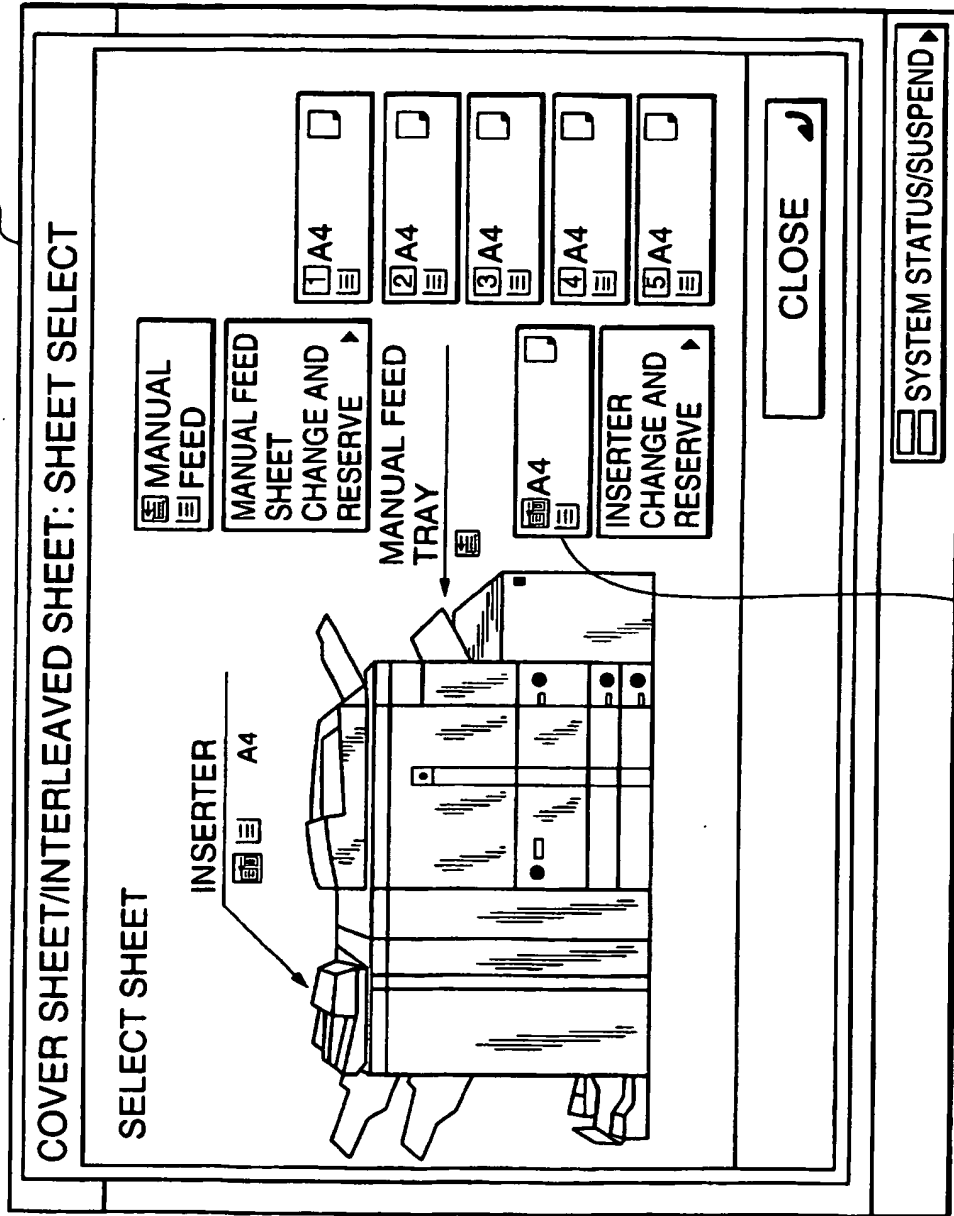 COVER SHEET/INTERLEAVED SHEET: SHEET SELECT
SELECT SHEET
INSERTER
A4
MANUAL
FEED
MANUAL FEED
SHEET
CHANGE AND
RESERVE
MANUAL FEED
TRAY
A4
INSERTER
CHANGE AND
RESERVE
1 A4
2 A4
3 A4
4 A4
5 A4
CLOSE
SYSTEM STATUS/SUSPEND